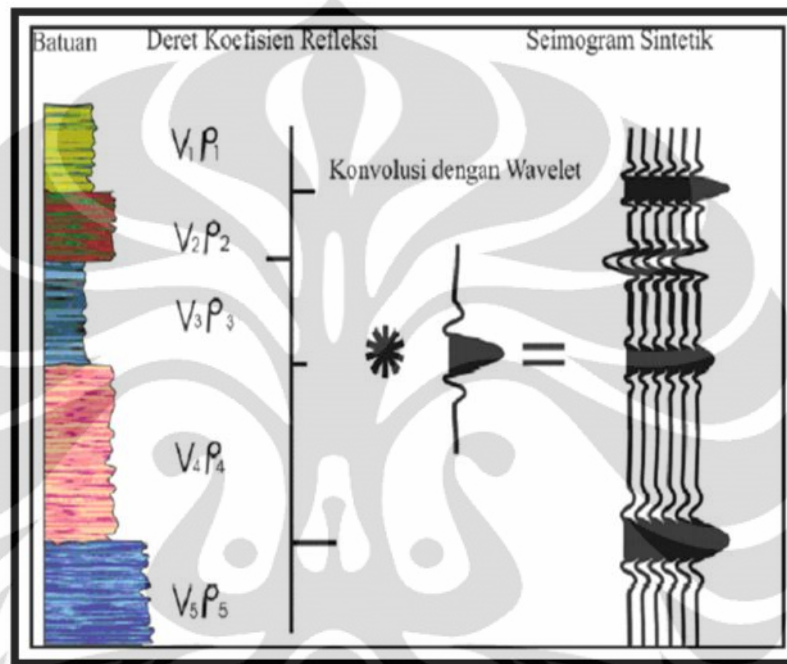 Batuan
Deret Koefisien Refleksi
Seimogram Sintetik
V₁ρ₁
Konvolusi dengan Wavelet
V₂ρ₂
V₃ρ₃
V₄ρ₄
V₅ρ₅